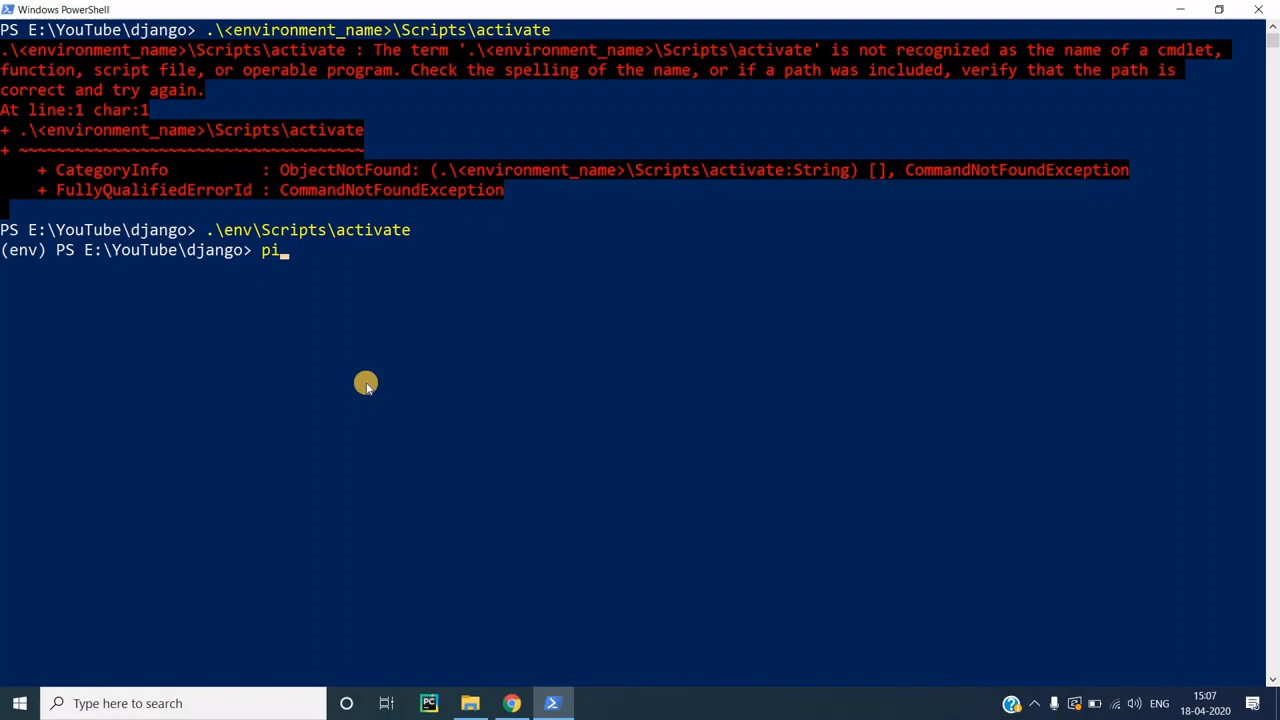 Windows PowerShell
PS E:\YouTube\django> .\<environment_name>\Scripts\activate
.\<environment_name>\Scripts\activate : The term '.\<environment_name>\Scripts\activate' is not recognized as the name of a cmdlet,
function, script file, or operable program. Check the spelling of the name, or if a path was included, verify that the path is
correct and try again.
At line:1 char:1
+ .\<environment_name>\Scripts\activate
+ ~~~~~~~~~~~~~~~~~~~~~~~~~~~~~~~~~~~~~
+ CategoryInfo : ObjectNotFound: (.\<environment_name>\Scripts\activate:String) [], CommandNotFoundException
+ FullyQualifiedErrorId : CommandNotFoundException
PS E:\YouTube\django> .\env\Scripts\activate
(env) PS E:\YouTube\django> pi
Type here to search
PC
ENG
15:07
18-04-2020